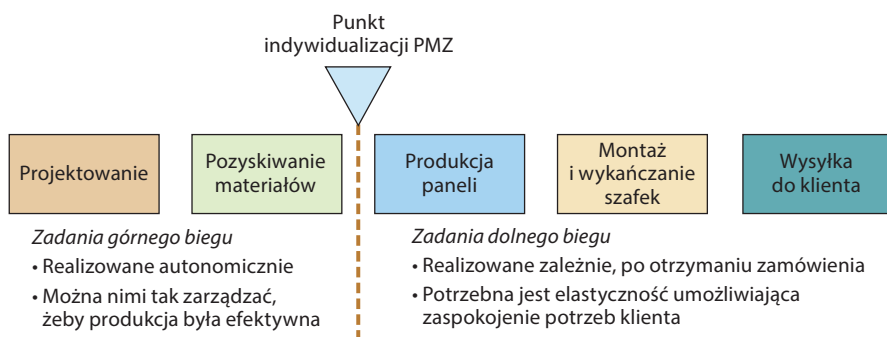 Punkt
indywidualizacji PMZ
Projektowanie
Pozyskiwanie
materiałów
Produkcja
paneli
Montaż
i wykańczanie
szafek
Wysyłka
do klienta
Zadania górnego biegu
• Realizowane autonomicznie
• Można nimi tak zarządzać,
żeby produkcja była efektywna
Zadania dolnego biegu
• Realizowane zależnie, po otrzymaniu zamówienia
• Potrzebna jest elastyczność umożliwiająca
zaspokojenie potrzeb klienta